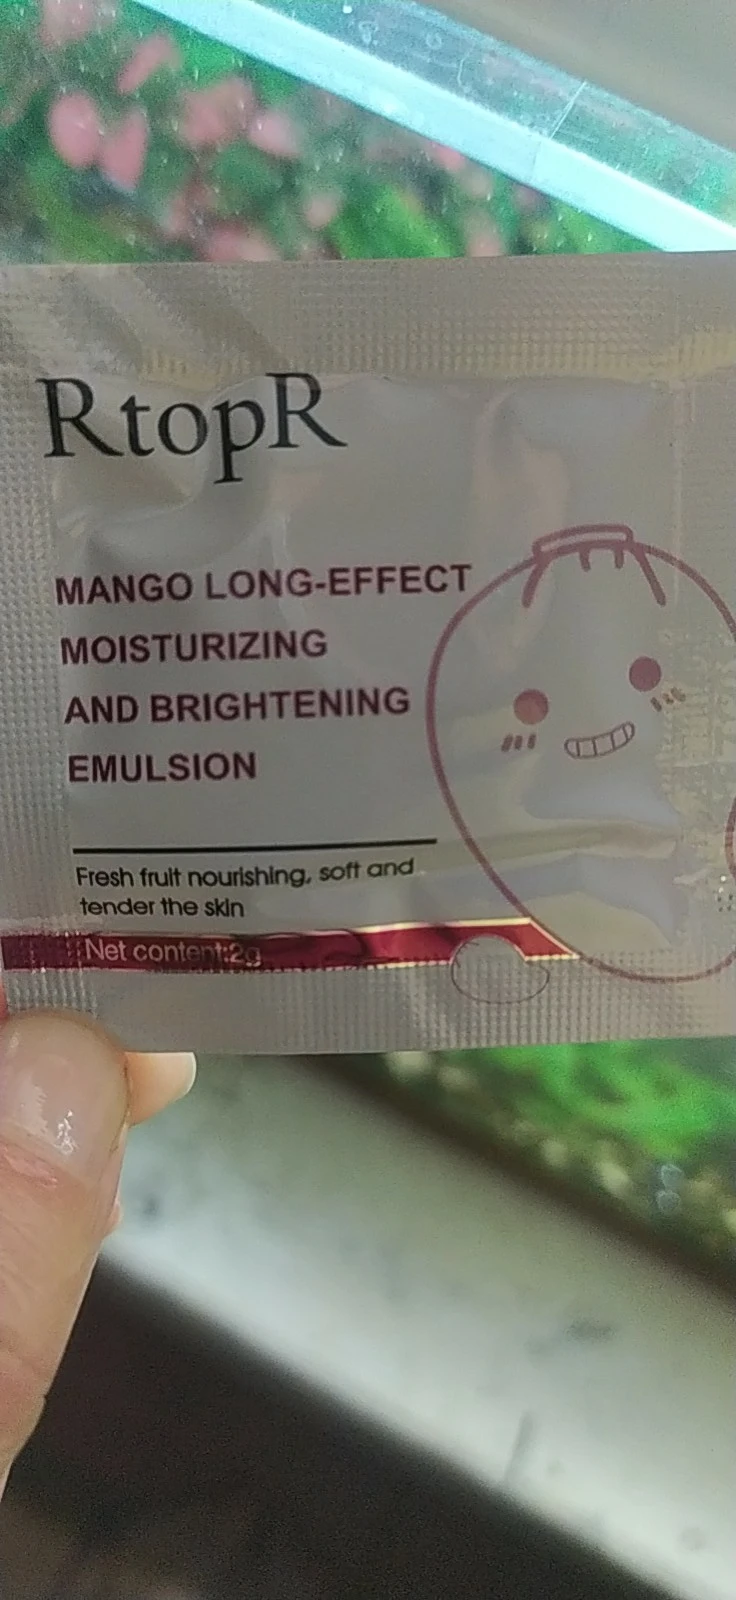 RtopR
MANGO LONG-EFFECT
MOISTURIZING
AND BRIGHTENING
EMULSION
Fresh fruit nourishing, soft and
tender the skin
Net content:2g